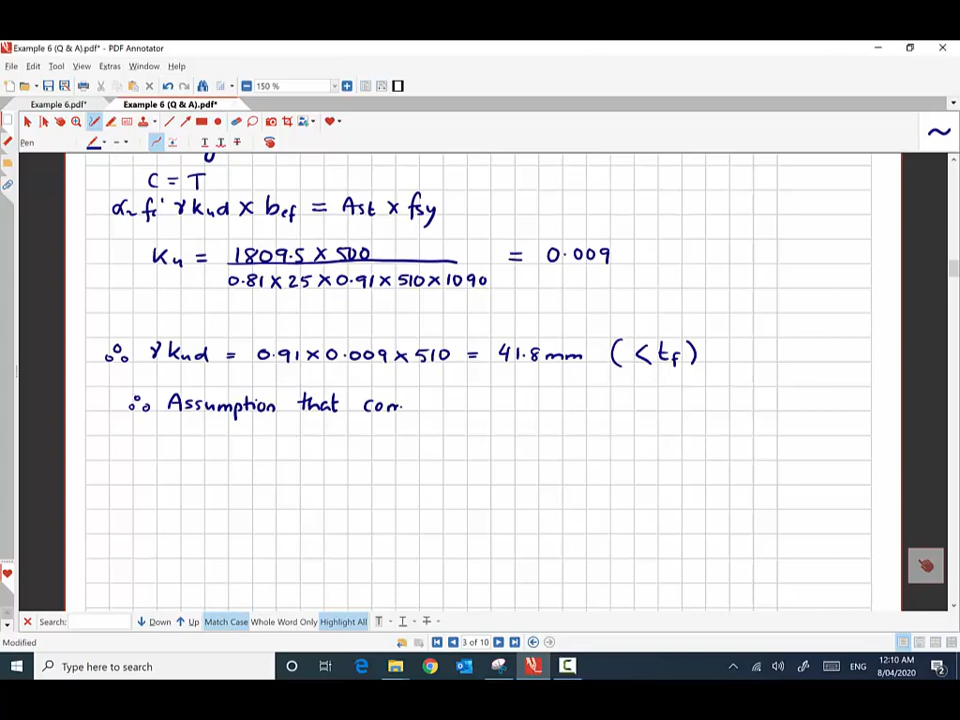 Example 6 (Q & A).pdf* - PDF Annotator
File Edit Tool View Extras Window Help
150 %
Example 6.pdf* Example 6 (Q & A).pdf*
Pen
C = T
α₂ fc' γ kud × bef = Ast × fsy
Ku = 1809.5 × 500 / 0.81 × 25 × 0.91 × 510 × 1090 = 0.009
∴ γ kud = 0.91 × 0.009 × 510 = 41.8 mm ( < tf )
∴ Assumption that com
Search: Down Up Match Case Whole Word Only Highlight All
Modified 3 of 10
Type here to search ENG 12:10 AM
8/04/2020
2